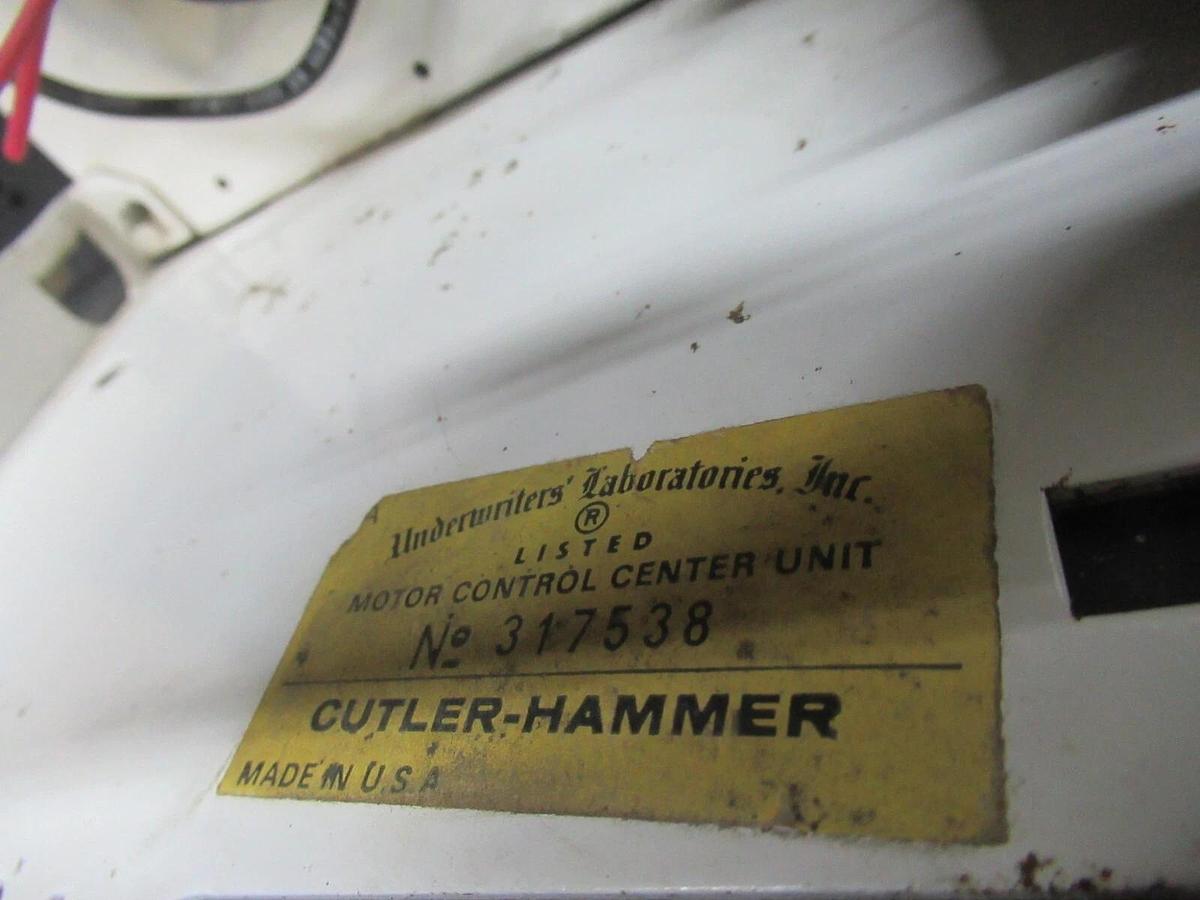 A
Underwriters' Laboratories, Inc.
®
LISTED
MOTOR CONTROL CENTER UNIT
Nº 317538
CUTLER-HAMMER
MADE IN U.S.A